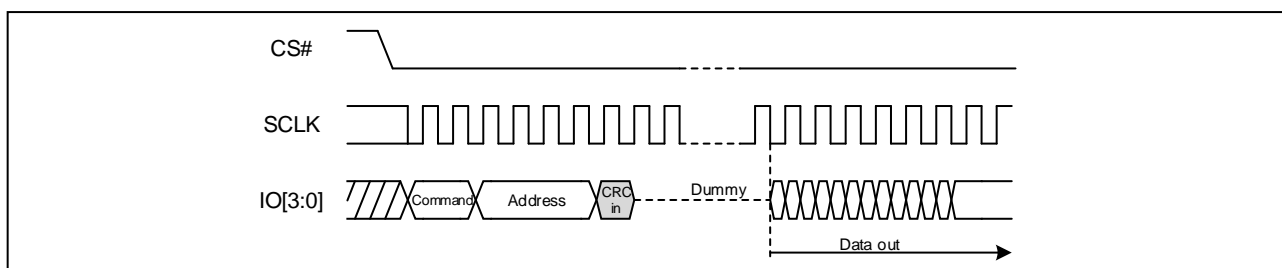 CS#
SCLK
IO[3:0]
Command
Address
CRC
in
Dummy
Data out